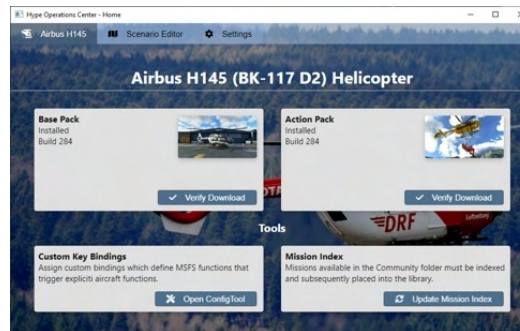 Hype Operations Center - Home
Airbus H145
Scenario Editor
Settings
Airbus H145 (BK-117 D2) Helicopter
Base Pack
Installed
Build 284
Verify Download
Action Pack
Installed
Build 284
Verify Download
DRF
Luftrettung
Tools
Custom Key Bindings
Assign custom bindings which define MSFS functions that
trigger expliciti aircraft functions.
Open ConfigTool
Mission Index
Missions available in the Community folder must be indexed
and subsequently placed into the library.
Update Mission Index